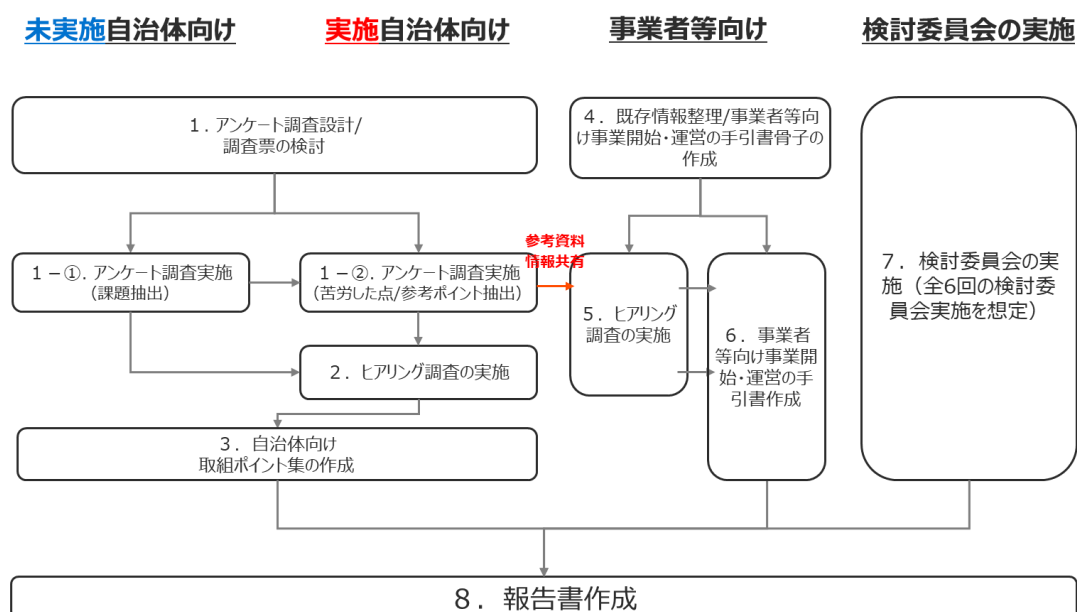 未実施自治体向け
実施自治体向け
事業者等向け
検討委員会の実施
1．アンケート調査設計/
調査票の検討
4．既存情報整理/事業者等向
け事業開始・運営の手引書骨子の
作成
参考資料
情報共有
1－①．アンケート調査実施
（課題抽出）
1－②．アンケート調査実施
（苦労した点/参考ポイント抽出）
5．ヒアリング
調査の実施
6．事業者
等向け事業開
始・運営の手
引書作成
7．検討委員会の実
施（全6回の検討委
員会実施を想定）
2．ヒアリング調査の実施
3．自治体向け
取組ポイント集の作成
8．報告書作成